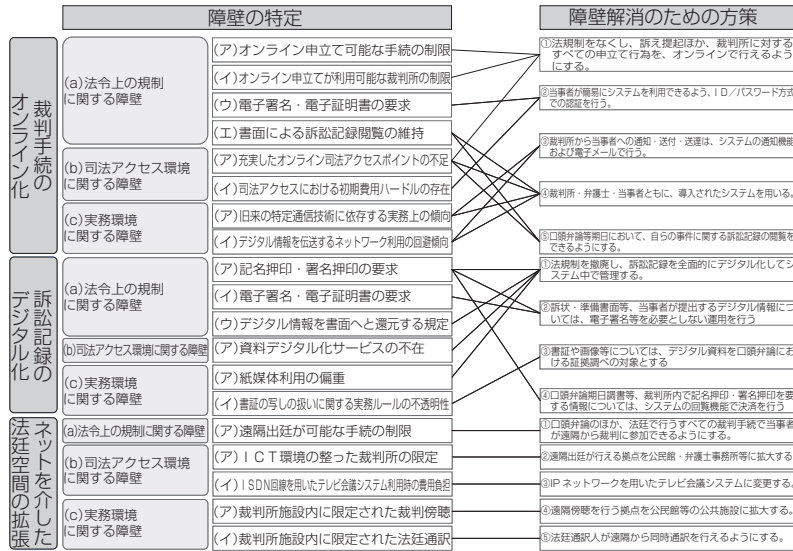 障壁の特定
障壁解消のための方策
裁判手続の
オンライン化
(a)法令上の規制
に関する障壁
(ア)オンライン申立て可能な手続の制限
(イ)オンライン申立てが利用可能な裁判所の制限
(ウ)電子署名・電子証明書の要求
(エ)書面による訴訟記録閲覧の維持
(b)司法アクセス環境
に関する障壁
(ア)充実したオンライン司法アクセスポイントの不足
(イ)司法アクセスにおける初期費用ハードルの存在
(c)実務環境
に関する障壁
(ア)旧来の特定通信技術に依存する実務上の傾向
(イ)デジタル情報を伝送するネットワーク利用の回避傾向
①法規制をなくし、訴え提起ほか、裁判所に対する
すべての申立て行為を、オンラインで行えるよう
にする。
②当事者が簡易にシステムを利用できるよう、ID/パスワード方式
での認証を行う。
③裁判所から当事者への通知・送付・送達は、システムの通知機能
および電子メールで行う。
④裁判所・弁護士・当事者ともに、導入されたシステムを用いる。
⑤口頭弁論等期日において、自らの事件に関する訴訟記録の閲覧を
できるようにする。
訴訟記録の
デジタル化
(a)法令上の規制
に関する障壁
(ア)記名押印・署名押印の要求
(イ)電子署名・電子証明書の要求
(ウ)デジタル情報を書面へと還元する規定
(b)司法アクセス環境に関する障壁
(ア)資料デジタル化サービスの不在
(c)実務環境
に関する障壁
(ア)紙媒体利用の偏重
(イ)書証の写しの扱いに関する実務ルールの不透明性
①法規制を撤廃し、訴訟記録を全面的にデジタル化してシ
ステム中で管理する。
②訴状・準備書面等、当事者が提出するデジタル情報につ
いては、電子署名等を必要としない運用を行う
③書証や画像等については、デジタル資料を口頭弁論にお
ける証拠調べの対象とする
④口頭弁論期日調書等、裁判所内で記名押印・署名押印を要
する情報については、システムの回覧機能で決済を行う
ネットを介した
法廷空間の拡張
(a)法令上の規制に関する障壁
(ア)遠隔出廷が可能な手続の制限
(b)司法アクセス環境
に関する障壁
(ア)ICT環境の整った裁判所の限定
(イ)ISDN回線を用いたテレビ会議システム利用時の費用負担
(c)実務環境
に関する障壁
(ア)裁判所施設内に限定された裁判傍聴
(イ)裁判所施設内に限定された法廷通訳
①口頭弁論のほか、法廷で行うすべての裁判手続で当事者
が遠隔から裁判に参加できるようにする。
②遠隔出廷が行える拠点を公民館・弁護士事務所等に拡大する
③IPネットワークを用いたテレビ会議システムに変更する。
④遠隔傍聴を行う拠点を公民館等の公共施設に拡大する。
⑤法廷通訳人が遠隔から同時通訳を行えるようにする。